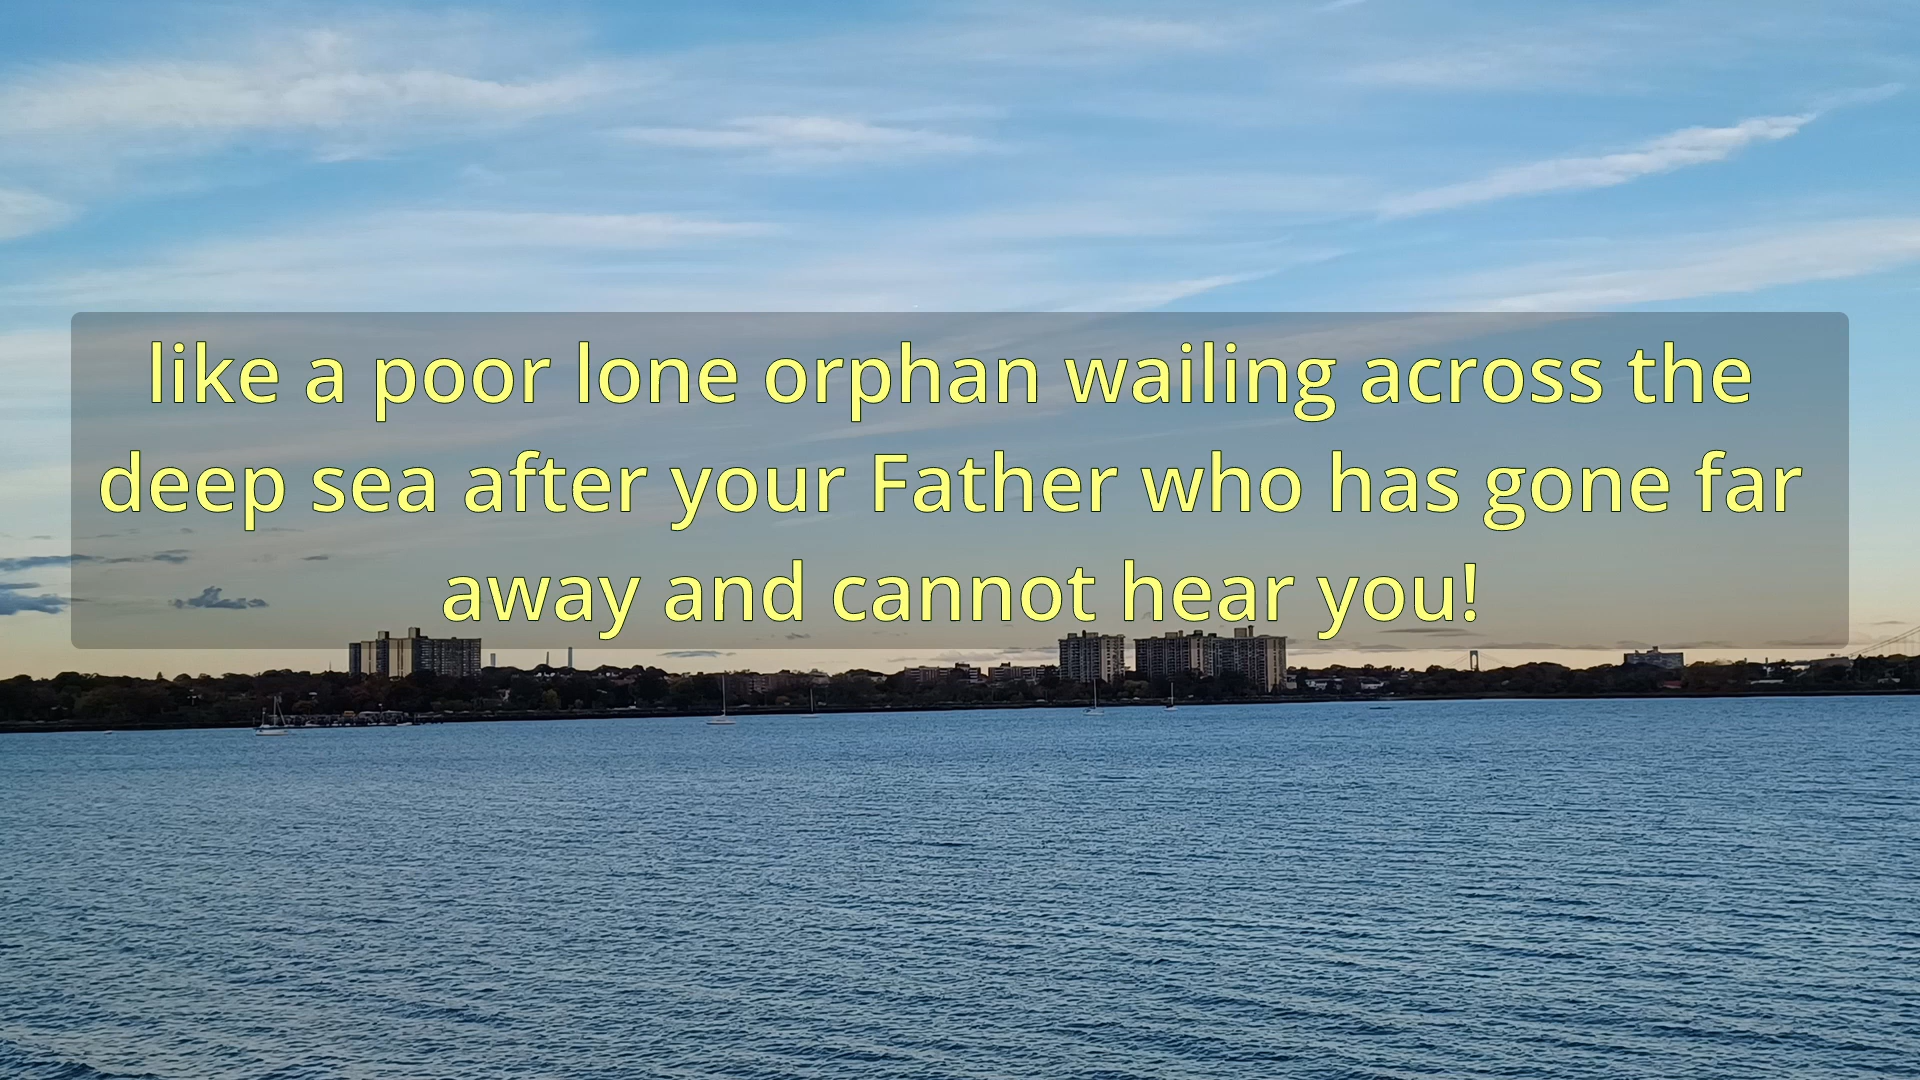 like a poor lone orphan wailing across the
deep sea after your Father who has gone far
away and cannot hear you!